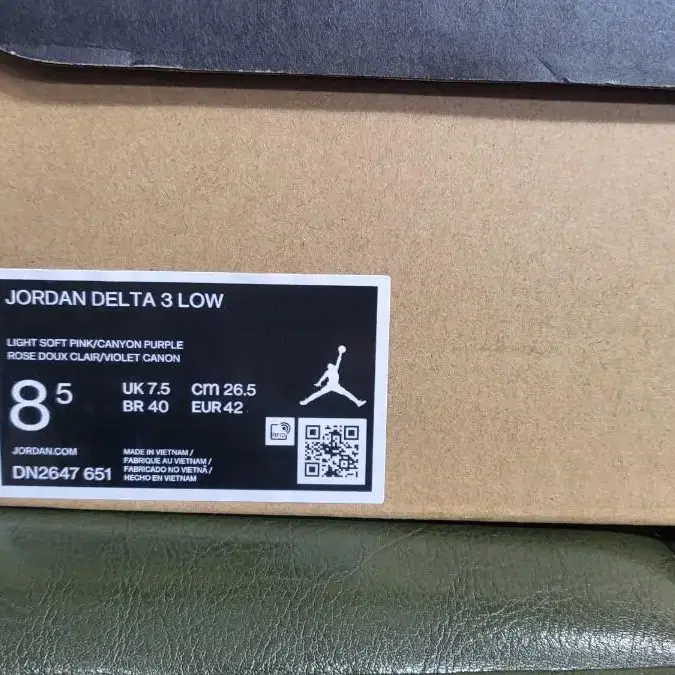 JORDAN DELTA 3 LOW
LIGHT SOFT PINK/CANYON PURPLE
ROSE DOUX CLAIR/VIOLET CANON
8 5
UK 7.5 cm 26.5
BR 40 EUR 42
RFID
JORDAN.COM
DN2647 651
MADE IN VIETNAM /
FABRIQUE AU VIETNAM /
FABRICADO NO VIETNÃ /
HECHO EN VIETNAM